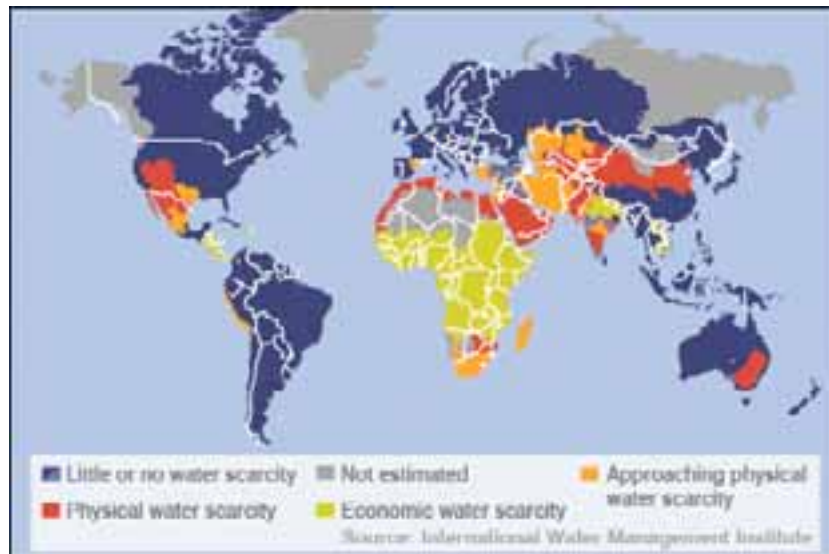 Little or no water scarcity
Not estimated
Approaching physical
water scarcity
Physical water scarcity
Economic water scarcity
Source: International Water Management Institute